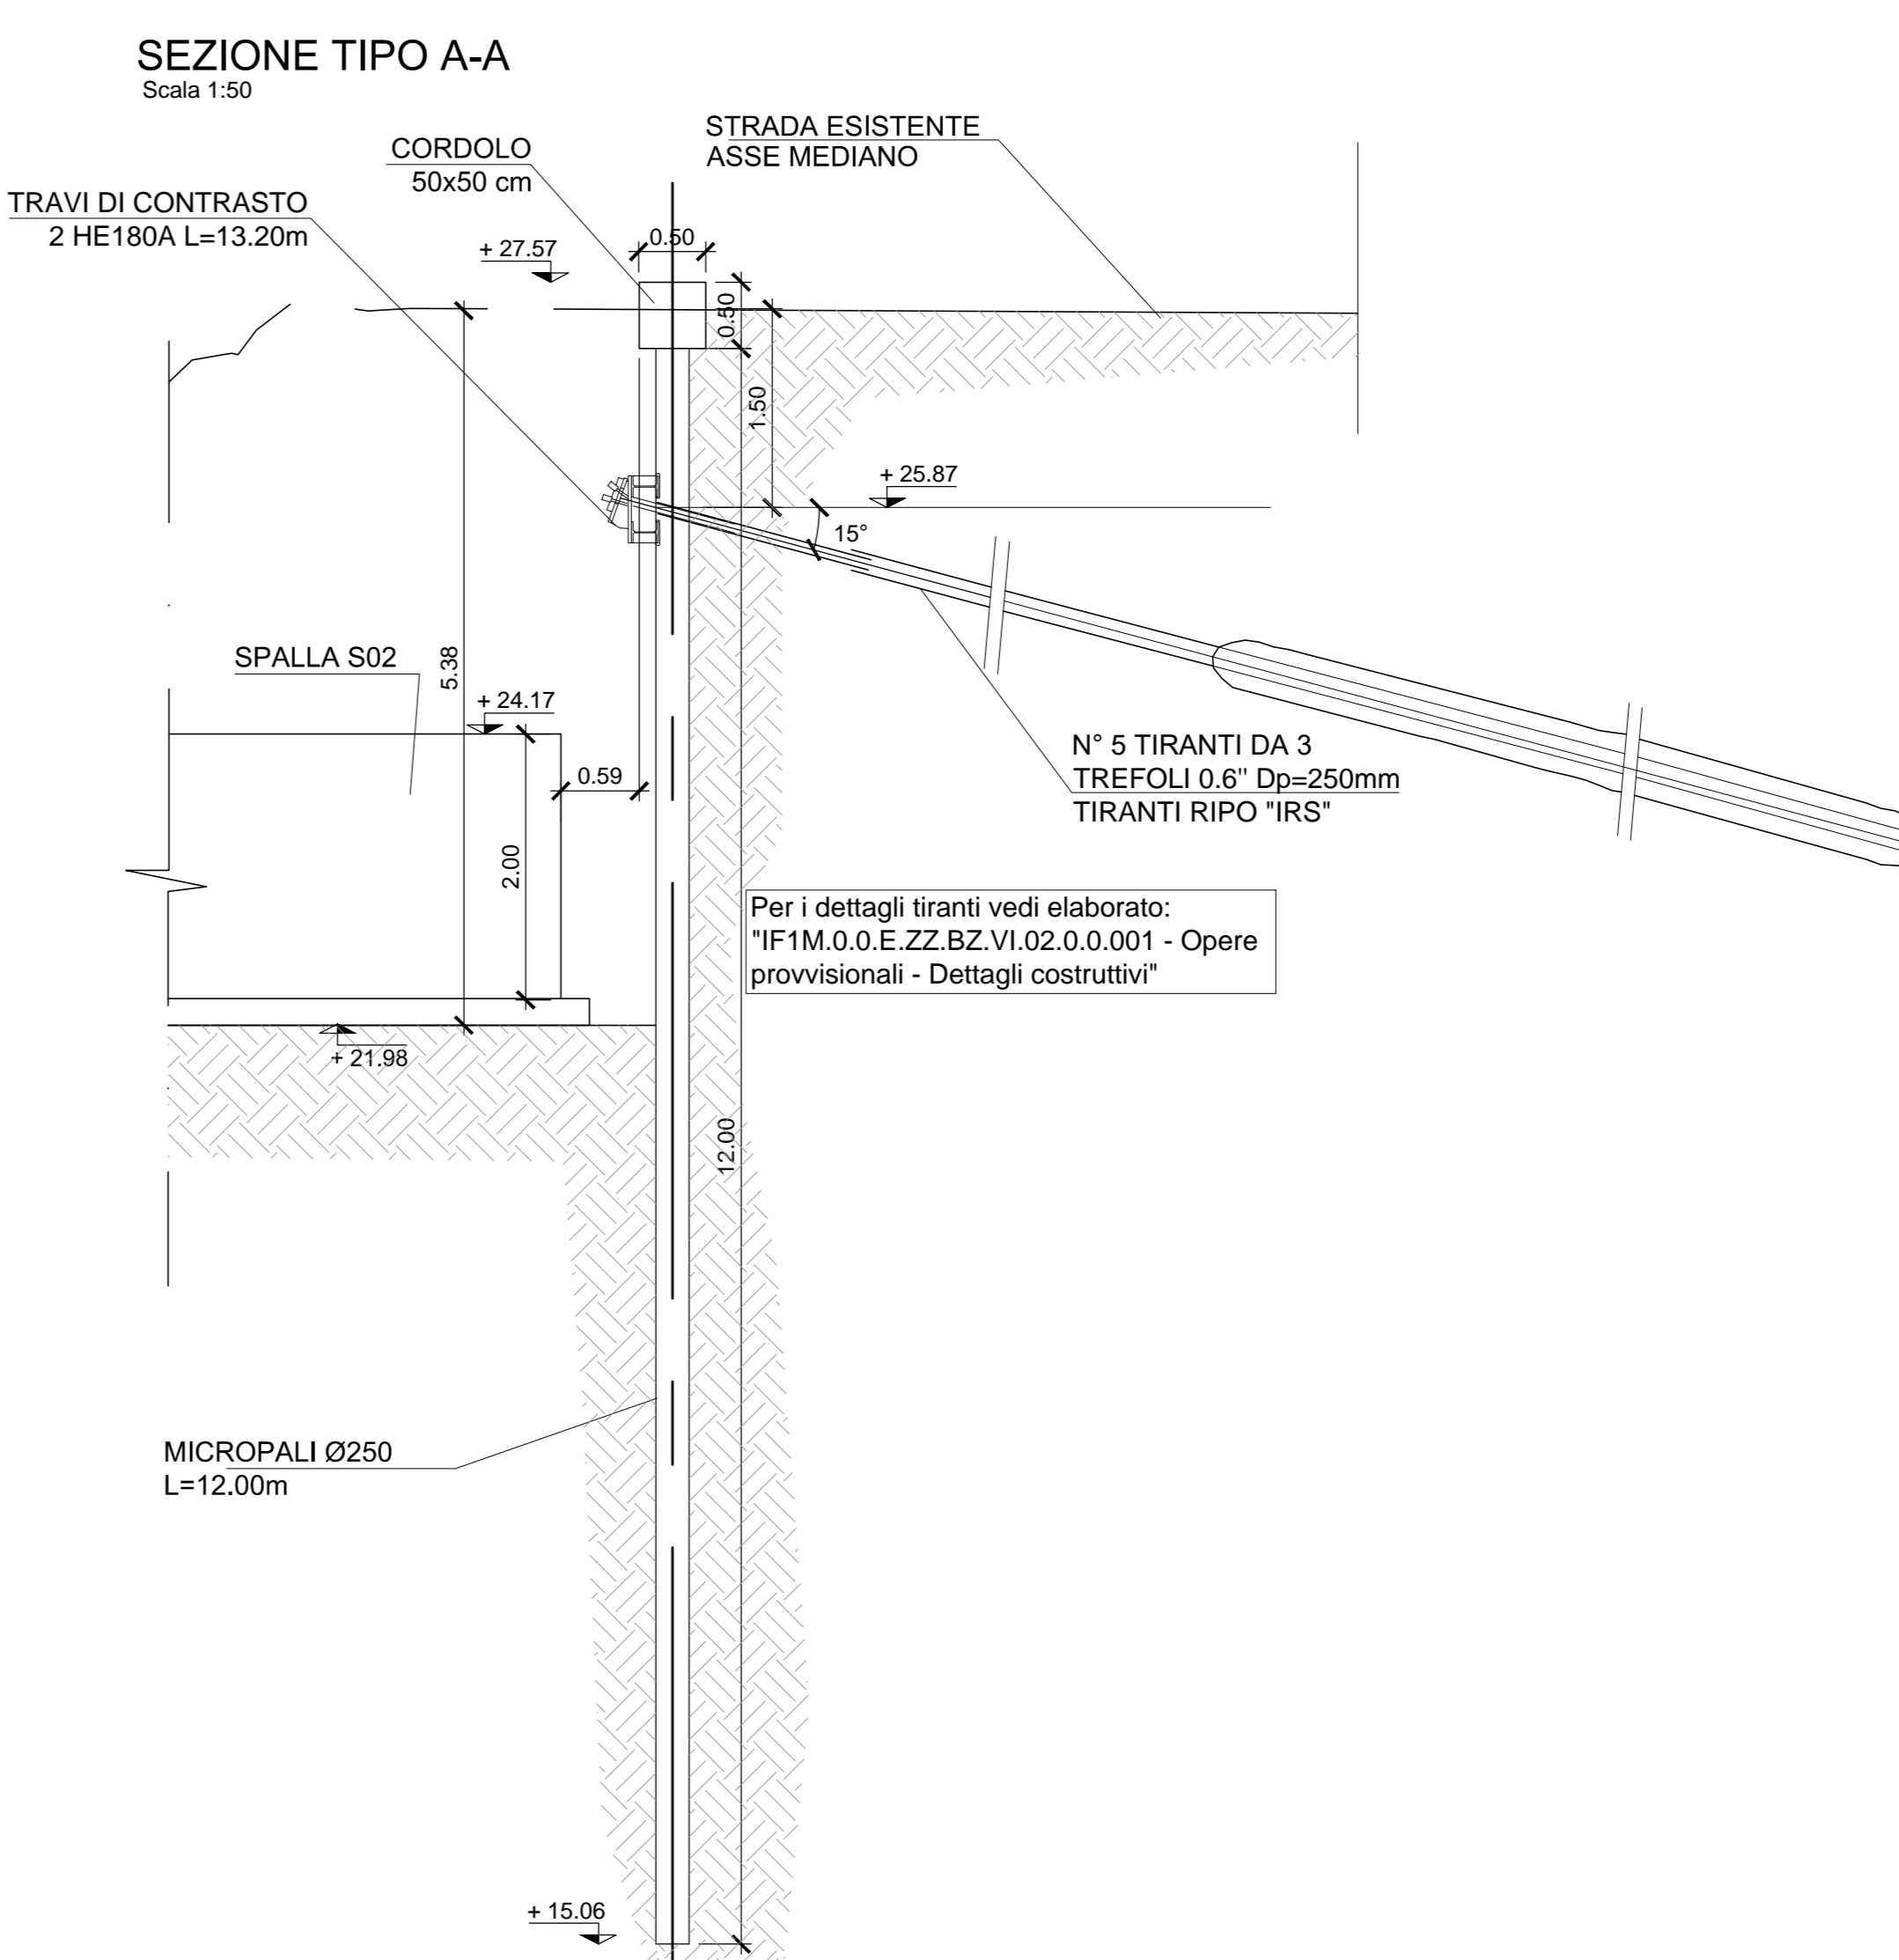 SEZIONE TIPO A-A
Scala 1:50
STRADA ESISTENTE
ASSE MEDIANO
CORDOLO
50x50 cm
TRAVI DI CONTRASTO
2 HE180A L=13.20m
+ 27.57
0.50
0.50
1.50
+ 25.87
15°
SPALLA S02
5.38
+ 24.17
0.59
2.00
N° 5 TIRANTI DA 3
TREFOLI 0.6" Dp=250mm
TIRANTI RIPO "IRS"
Per i dettagli tiranti vedi elaborato:
"IF1M.0.0.E.ZZ.BZ.VI.02.0.0.001 - Opere
provvisionali - Dettagli costruttivi"
+ 21.98
12.00
MICROPALI Ø250
L=12.00m
+ 15.06